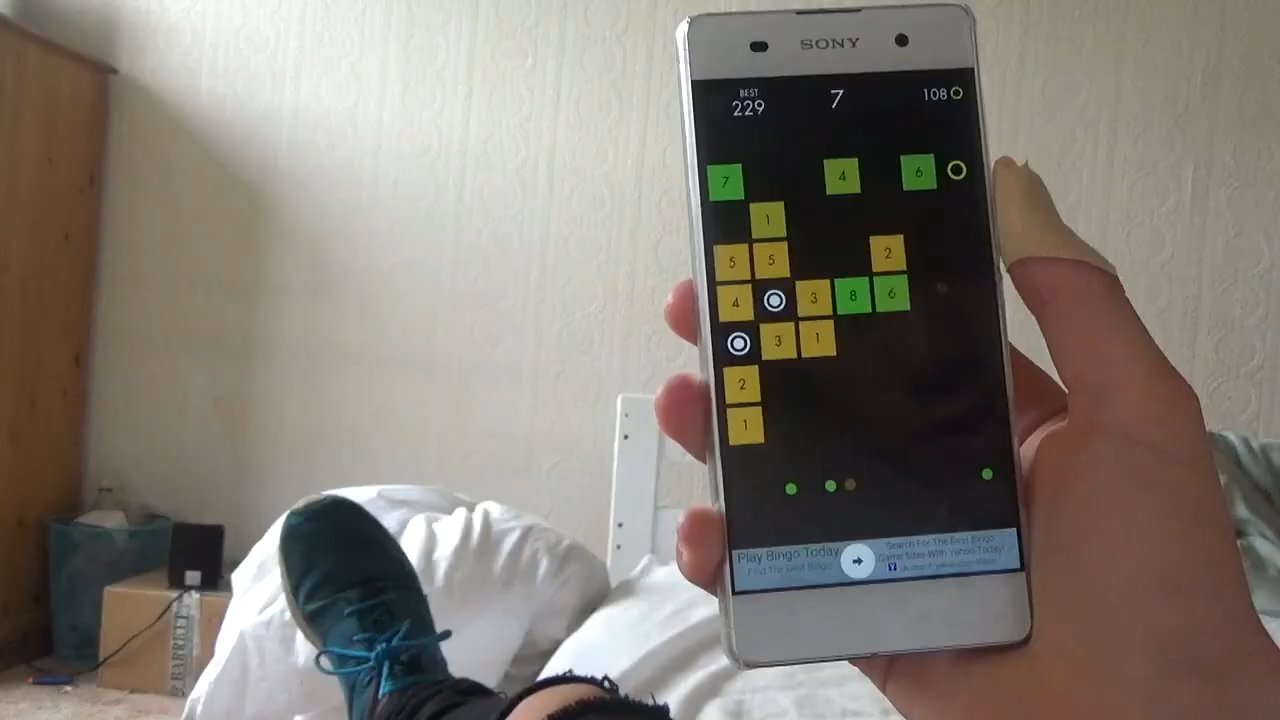 SONY
BEST
229
7
108
7 4 6
1
5 5 2
4 3 8 6
3 1
2
1
Play Bingo Today
Find The Best Bingo
Search For The Best Bingo
Game Sites With Yahoo Today!
BARRETT